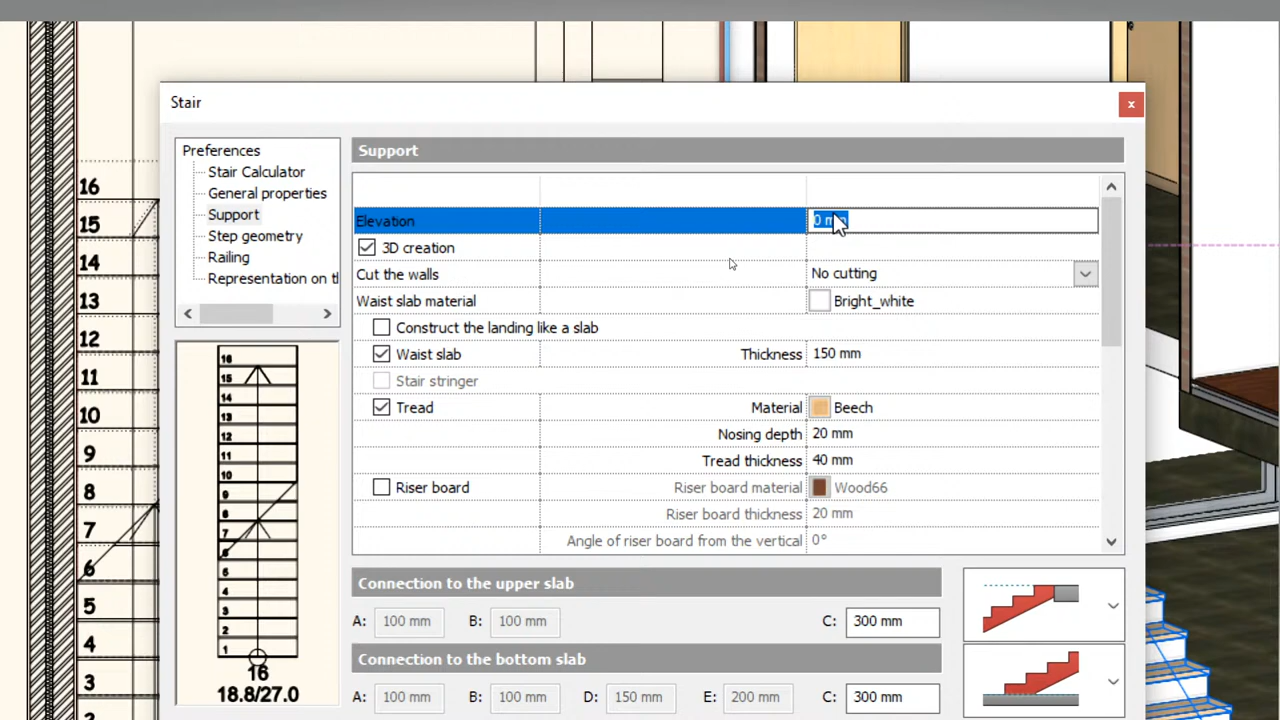 Stair
x
Preferences
Stair Calculator
General properties
Support
Step geometry
Railing
Representation on t
Support
Elevation 0 mm
3D creation
Cut the walls No cutting
Waist slab material Bright_white
Construct the landing like a slab
Waist slab Thickness 150 mm
Stair stringer
Tread Material Beech
Nosing depth 20 mm
Tread thickness 40 mm
Riser board Riser board material Wood66
Riser board thickness 20 mm
Angle of riser board from the vertical 0°
Connection to the upper slab
A: 100 mm B: 100 mm C: 300 mm
Connection to the bottom slab
A: 100 mm B: 100 mm D: 150 mm E: 200 mm C: 300 mm
16
15
14
13
12
11
10
9
8
7
6
5
4
3
2
1
16
18.8/27.0
16
15
14
13
12
11
10
9
8
7
6
5
4
3